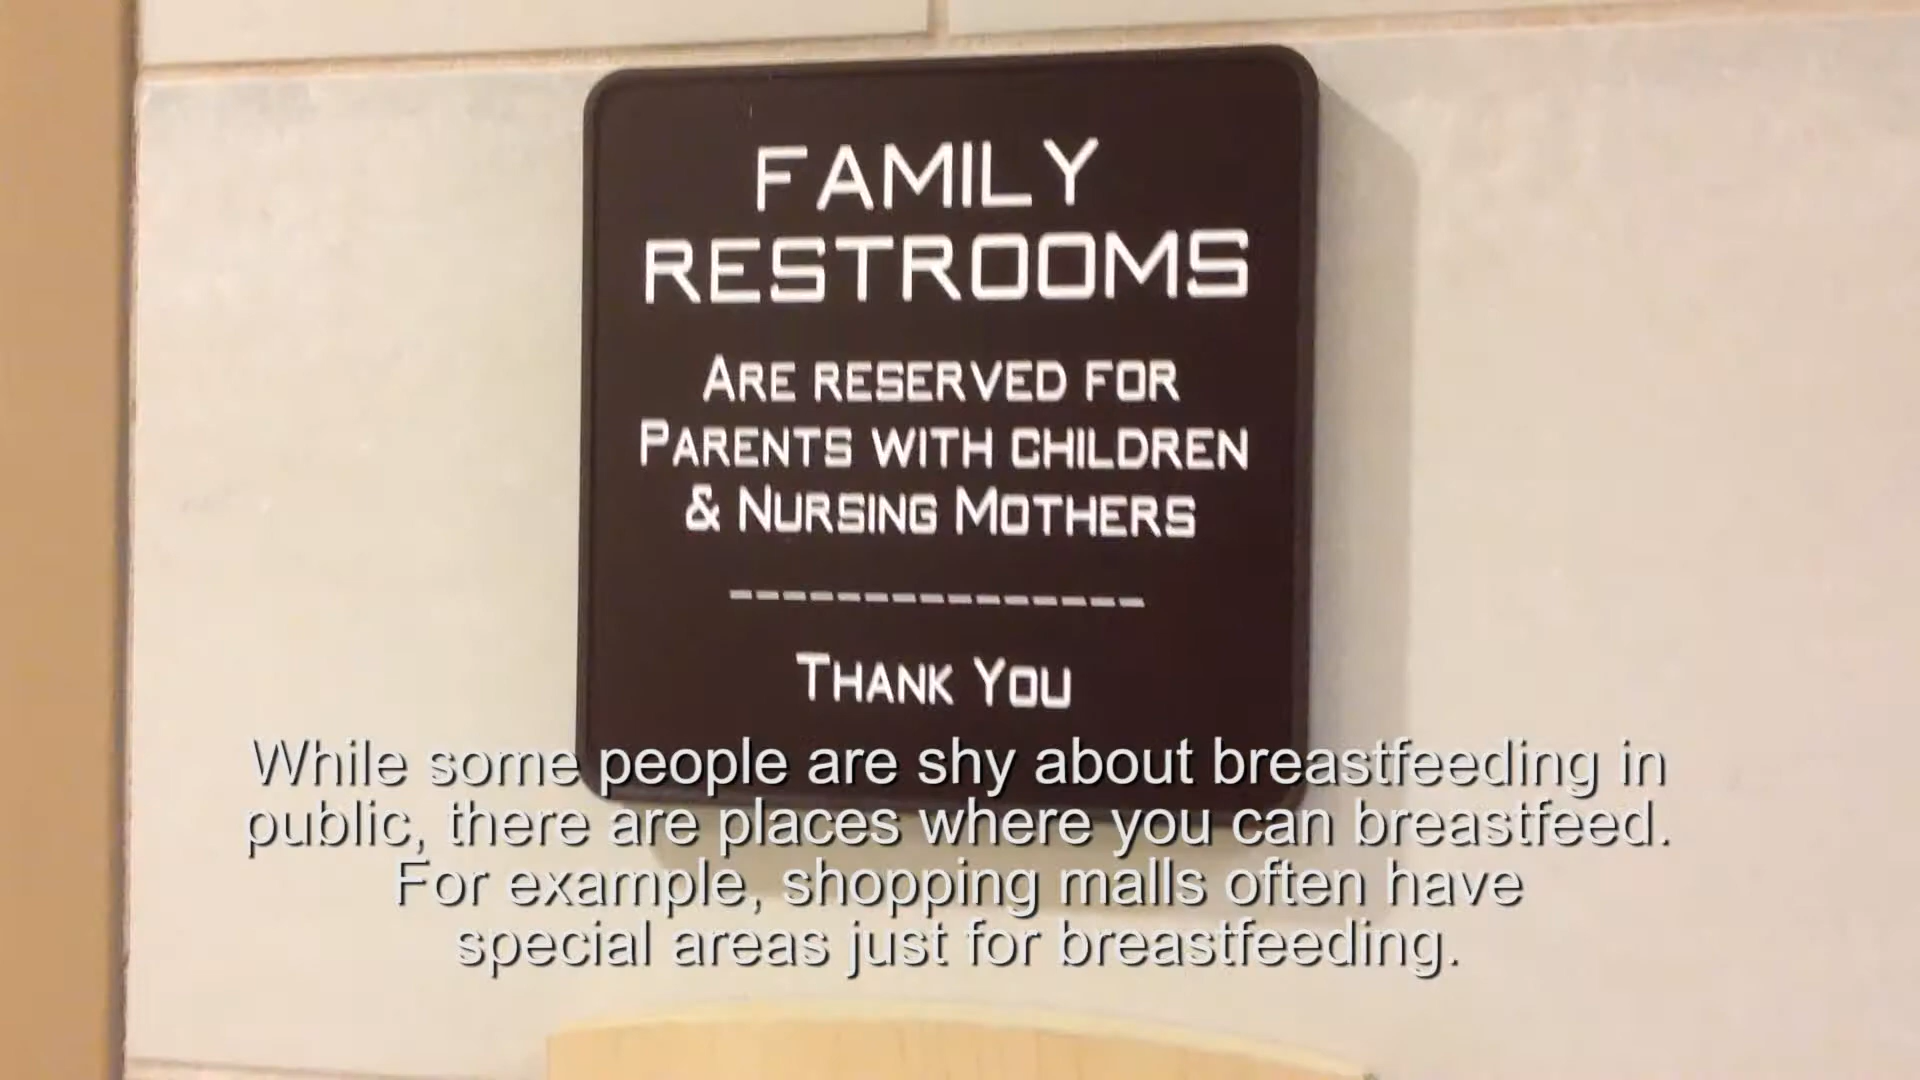 FAMILY
RESTROOMS
ARE RESERVED FOR
PARENTS WITH CHILDREN
& NURSING MOTHERS
---------------
THANK YOU
While some people are shy about breastfeeding in
public, there are places where you can breastfeed.
For example, shopping malls often have
special areas just for breastfeeding.